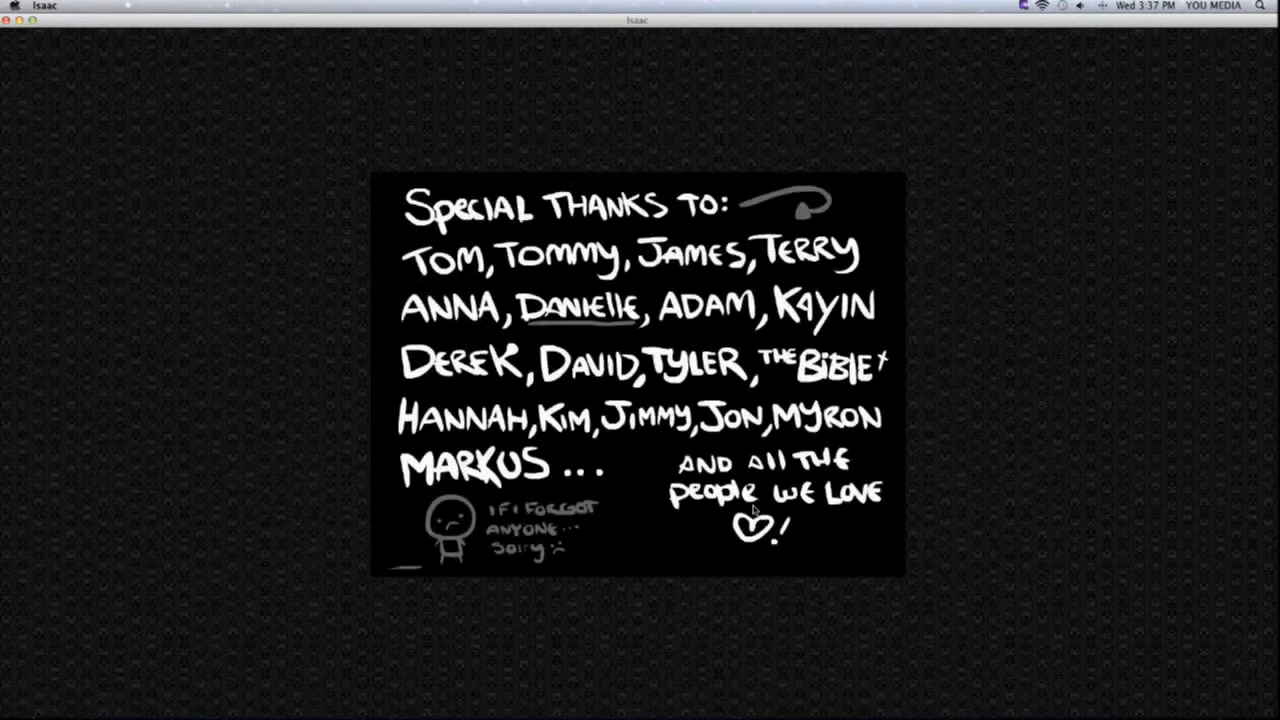 Isaac
Wed 3:37 PM YOU MEDIA
Isaac
SpecIAL THANKS TO:
TOM, TOMMY, JAMES, TERRY
ANNA, DANIElle, ADAM, KAYIN
DEREK, DAVID, TYLER, THE BiBlE
HANNAH, KIM, JIMMY, JON, MYRON
MARKUS...
AND All THE
people WE LOVE
!
IF I FORGOT
ANYONE...
Sorry :(